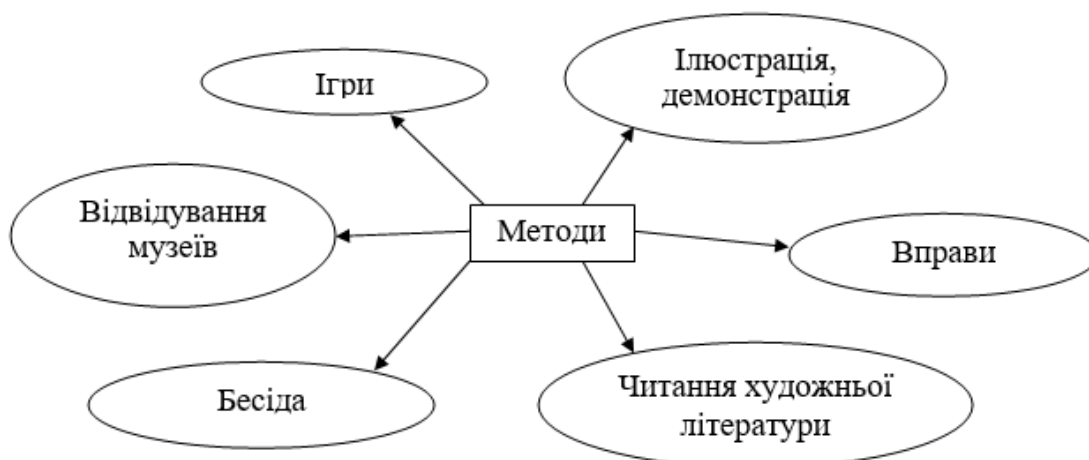 Ігри
Ілюстрація,
демонстрація
Відвідування
музеїв
Методи
Вправи
Бесіда
Читання художньої
літератури